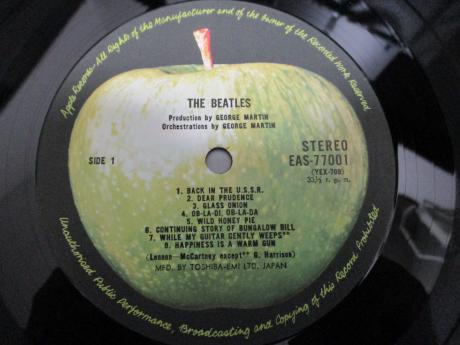 Apple Records-All Rights of the Manufacturer and of the Owner of the Recorded Work Reserved
THE BEATLES
Production by GEORGE MARTIN
Orchestrations by GEORGE MARTIN
SIDE 1
STEREO
EAS-77001
(YEX-709)
33⅓ r. p. m.
1. BACK IN THE U.S.S.R.
2. DEAR PRUDENCE
3. GLASS ONION
4. OB-LA-DI, OB-LA-DA
5. WILD HONEY PIE
6. CONTINUING STORY OF BUNGALOW BILL
7. WHILE MY GUITAR GENTLY WEEPS**
8. HAPPINESS IS A WARM GUN
(Lennon—McCartney except** G. Harrison)
MFD. BY TOSHIBA-EMI LTD, JAPAN
Unauthorised Public Performance, Broadcasting and Copying of this Record Prohibited